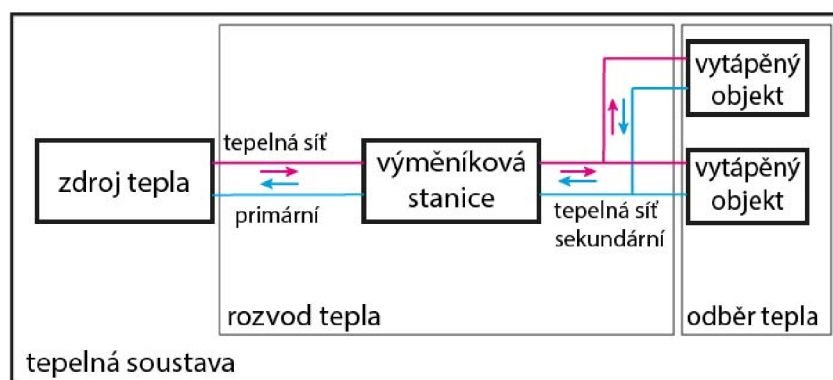 vytápěný
objekt
tepelná síť
zdroj tepla
primární
výměníková
stanice
vytápěný
objekt
tepelná síť
sekundární
rozvod tepla
odběr tepla
tepelná soustava